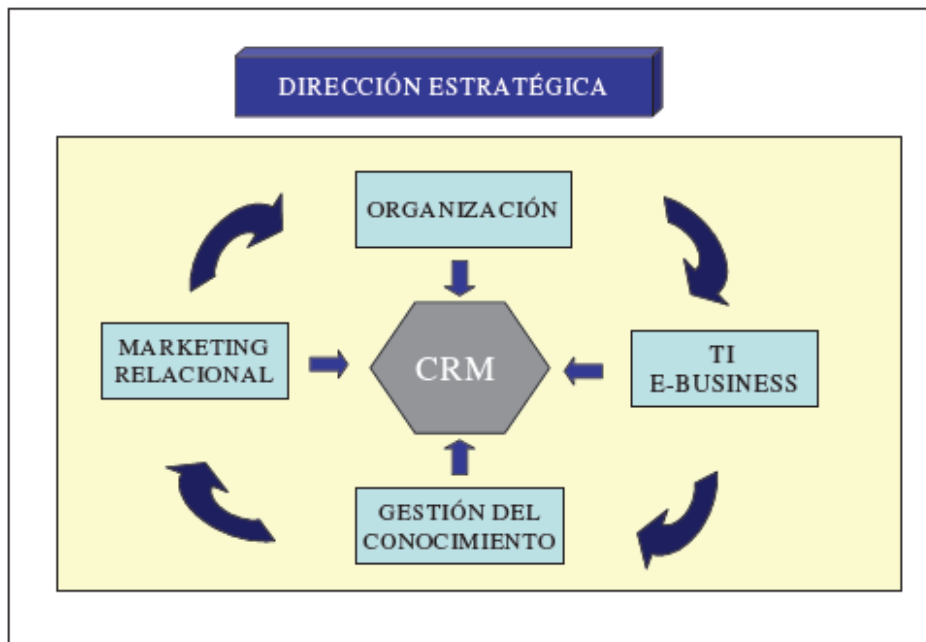 DIRECCIÓN ESTRATÉGICA
ORGANIZACIÓN
MARKETING
RELACIONAL
CRM
TI
E-BUSINESS
GESTIÓN DEL
CONOCIMIENTO